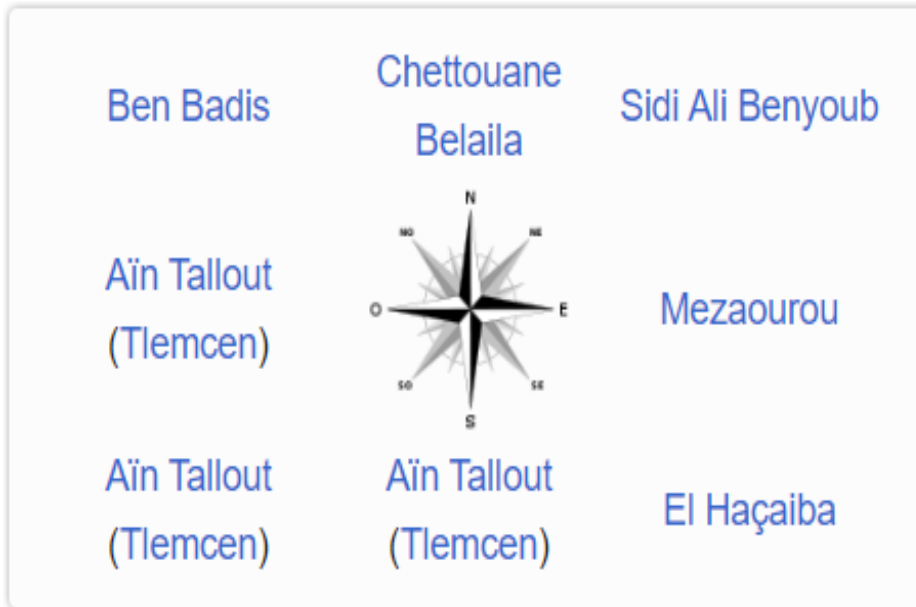 Ben Badis
Chettouane
Belaila
Sidi Ali Benyoub
N
NO
NE
Aïn Tallout
(Tlemcen)
O
E
Mezaourou
SO
SE
S
Aïn Tallout
(Tlemcen)
Aïn Tallout
(Tlemcen)
El Haçaiba